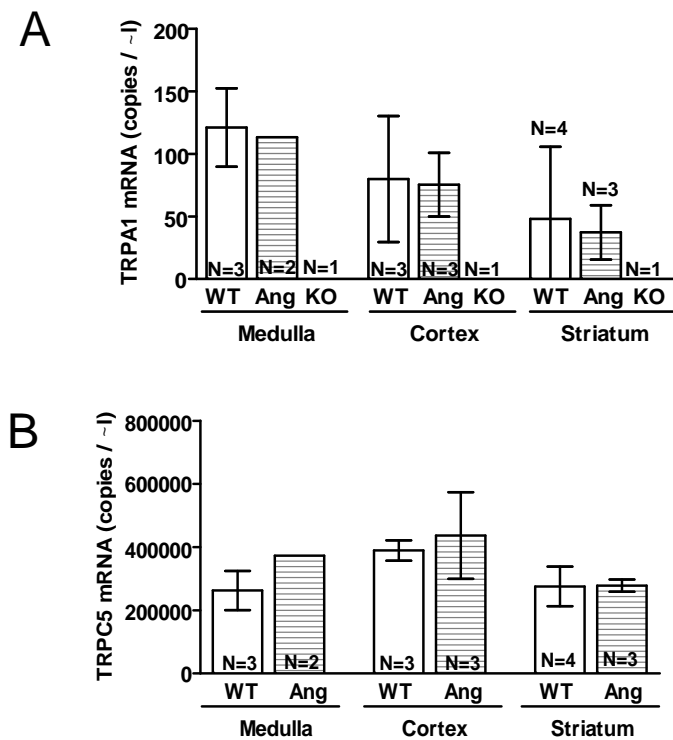 A
TRPA1 mRNA (copies / ~l)
200
150
100
50
0
N=4
N=3
N=3 N=2 N=1 N=3 N=3 N=1 N=1
WT Ang KO WT Ang KO WT Ang KO
Medulla Cortex Striatum
B
TRPC5 mRNA (copies / ~l)
800000
600000
400000
200000
0
N=3 N=2 N=3 N=3 N=4 N=3
WT Ang WT Ang WT Ang
Medulla Cortex Striatum